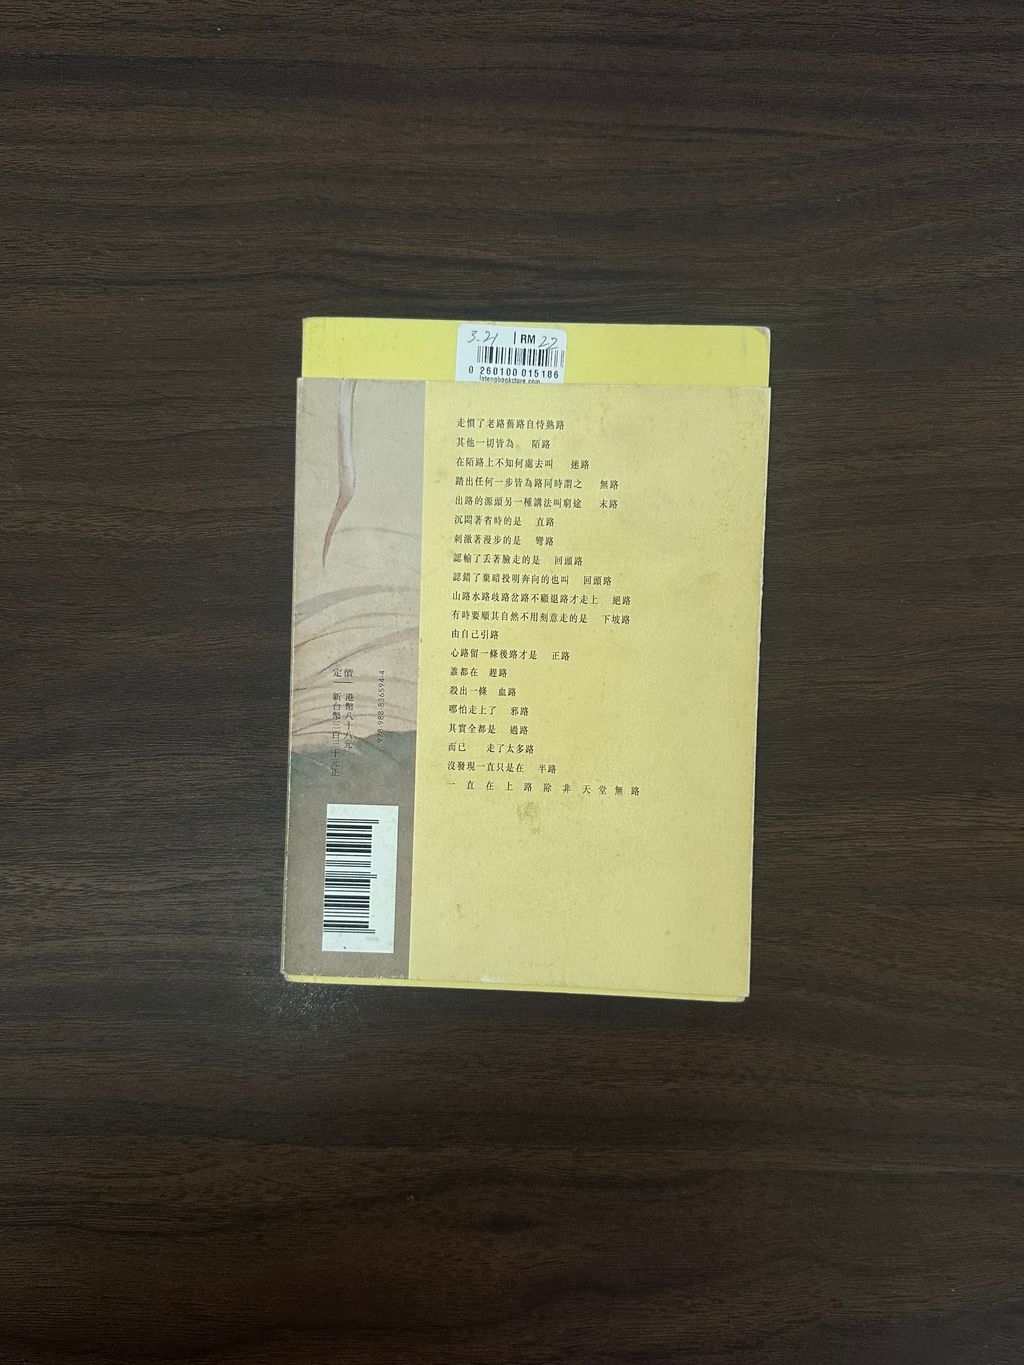 3-21 | RM 22
0 260100 015186
走慣了老路舊路自恃熟路
其他一切皆為 陌路
在陌路上不知何處去叫 迷路
踏出任何一步皆為路同時謂之 無路
出路的源頭另一種講法叫窮途 末路
沉悶著省時的是 直路
刺激著漫步的是 彎路
認輸了丟著臉走的是 回頭路
認錯了棄暗投明奔向的也叫 回頭路
山路水路歧路岔路不顧退路才走上 絕路
有時要順其自然不用刻意走的是 下坡路
由自己引路
心路留一條後路才是 正路
誰都在 趕路
殺出一條 血路
哪怕走上了 邪路
其實全都是 過路
而已 走了太多路
沒發現一直只是在 半路
一直在上路除非天堂無路
定價
港幣八十八元
新台幣三百三十元正
978-988-836594-4